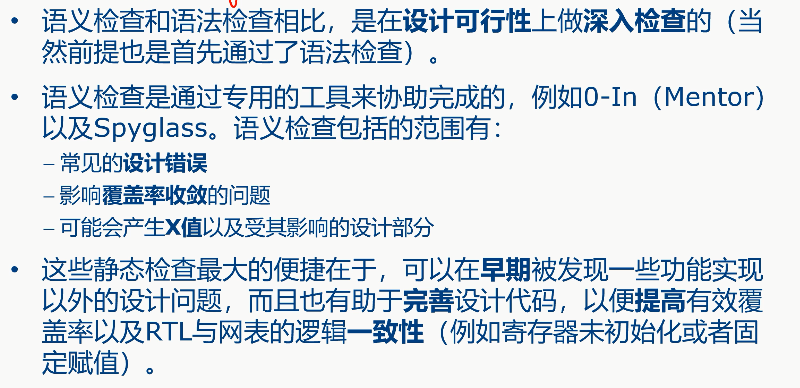 • 语义检查和语法检查相比，是在设计可行性上做深入检查的（当
然前提也是首先通过了语法检查）。
• 语义检查是通过专用的工具来协助完成的，例如0-In（Mentor）
以及Spyglass。语义检查包括的范围有：
– 常见的设计错误
– 影响覆盖率收敛的问题
– 可能会产生X值以及受其影响的设计部分
• 这些静态检查最大的便捷在于，可以在早期被发现一些功能实现
以外的设计问题，而且也有助于完善设计代码，以便提高有效覆
盖率以及RTL与网表的逻辑一致性（例如寄存器未初始化或者固
定赋值）。